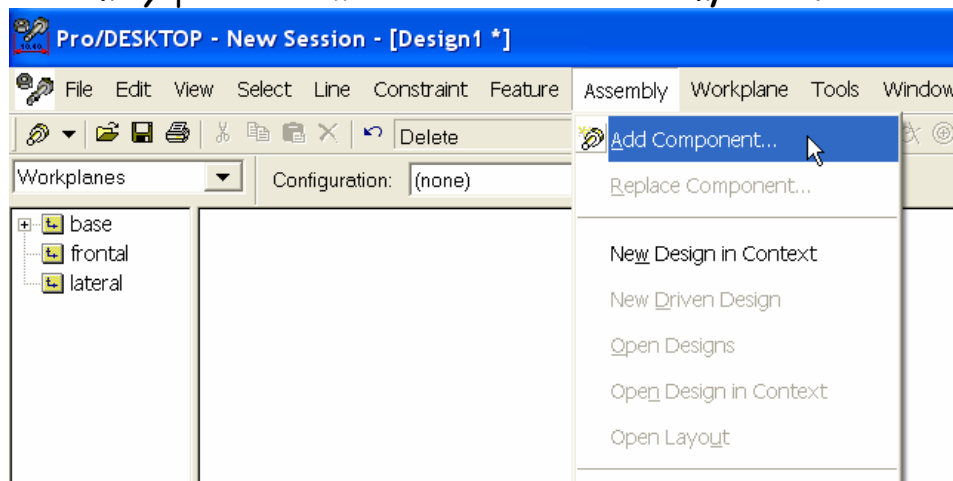 Pro/DESKTOP - New Session - [Design1 *]
File Edit View Select Line Constraint Feature Assembly Workplane Tools Window
Delete
Add Component...
Workplanes Configuration: (none)
Replace Component...
base
frontal
New Design in Context
lateral
New Driven Design
Open Designs
Open Design in Context
Open Layout